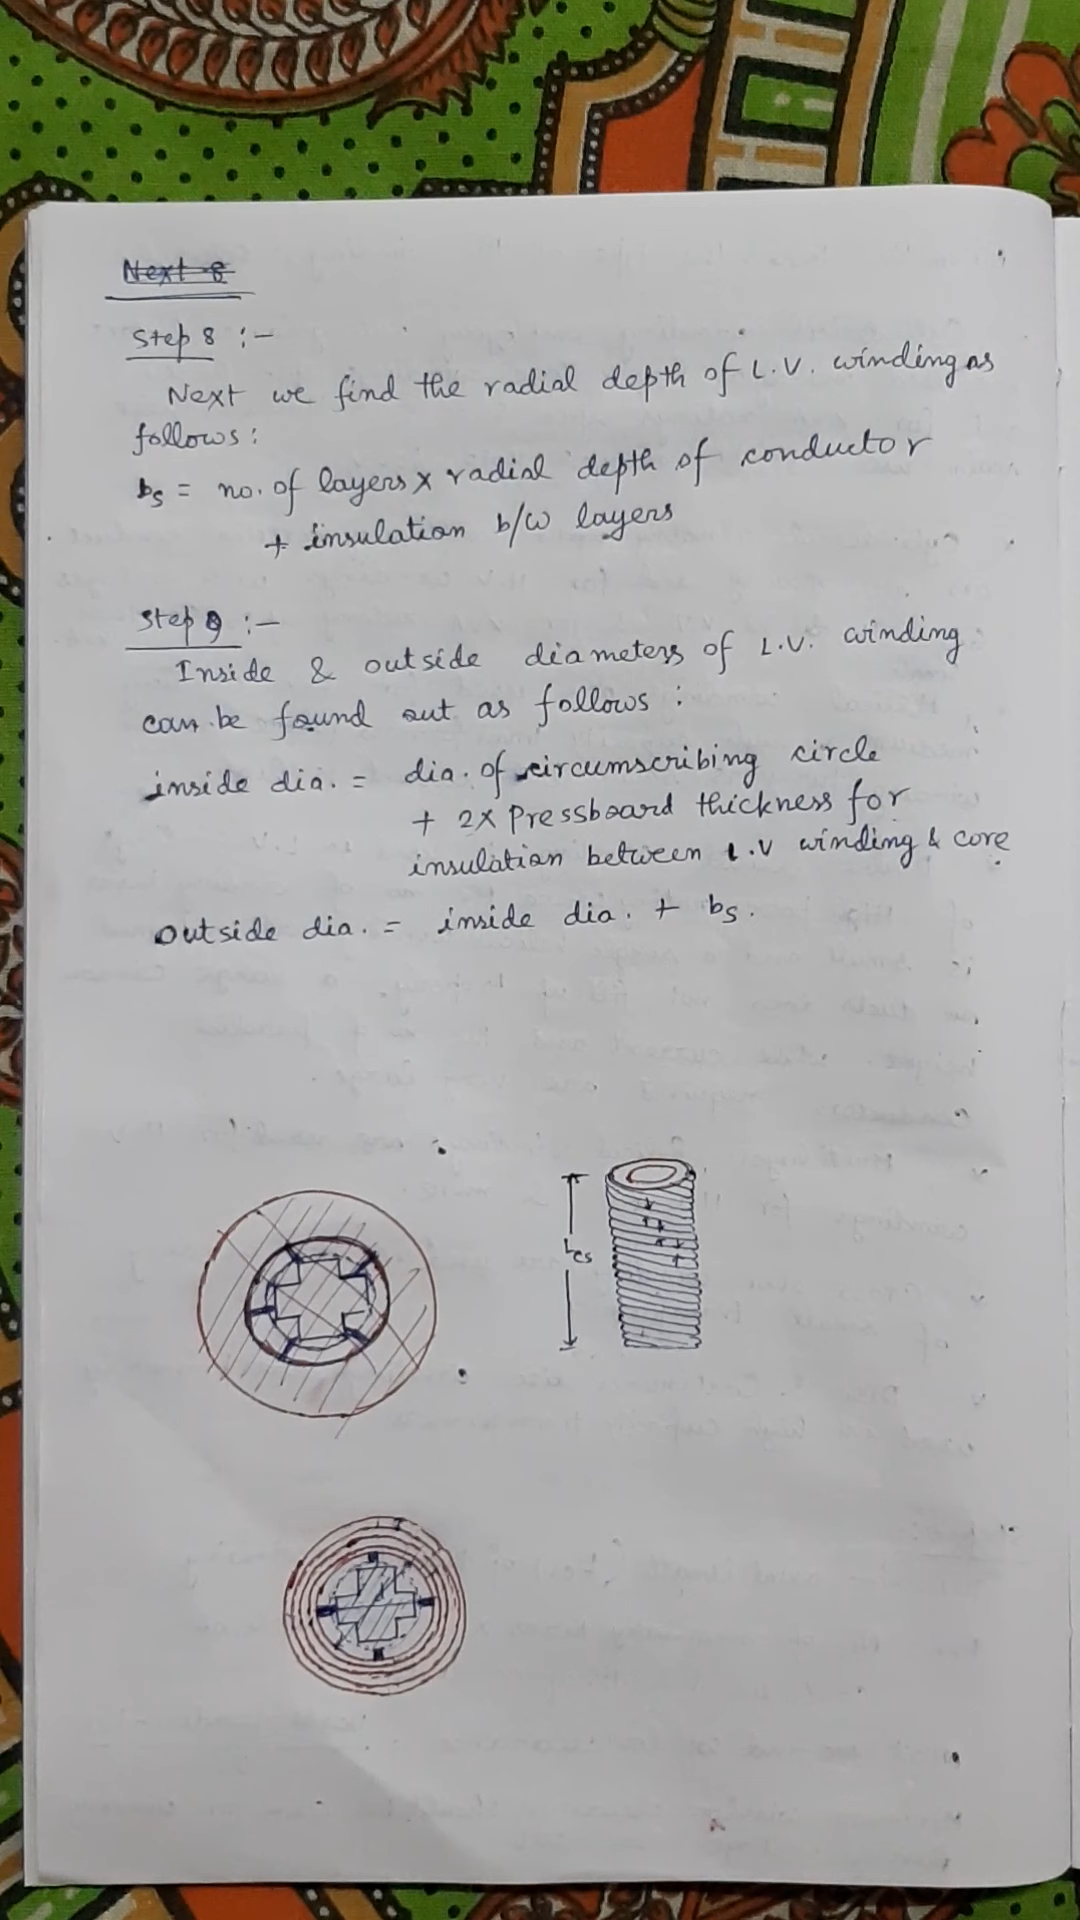 Next 8
Step 8 :-
Next we find the radial depth of L.V. winding as
follows:
bs = no. of layers x radial depth of conductor
+ insulation b/w layers
Step 9 :-
Inside & outside diameters of L.V. winding
can be found out as follows :
inside dia. = dia. of circumscribing circle
+ 2x Pressboard thickness for
insulation between L.V winding & core
outside dia. = inside dia. + bs.
Lcs